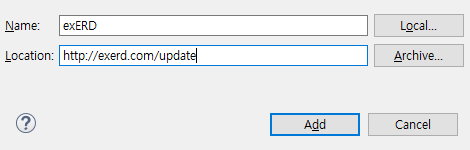 Name: exERD Local...
Location: http://exerd.com/update Archive...
? Add Cancel